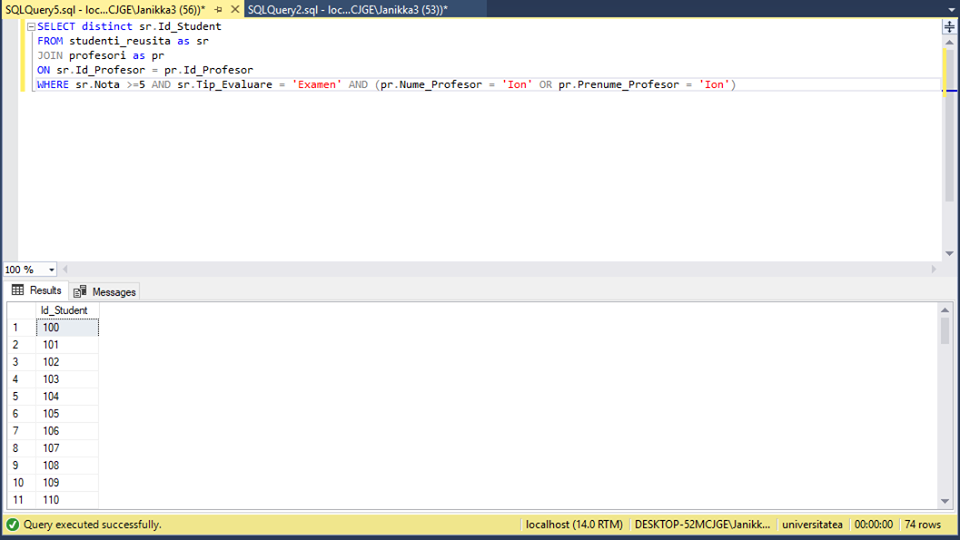 SQLQuery5.sql - loc...CJGE\Janikka3 (56))* SQLQuery2.sql - loc...CJGE\Janikka3 (53))*
SELECT distinct sr.Id_Student
FROM studenti_reusita as sr
JOIN profesori as pr
ON sr.Id_Profesor = pr.Id_Profesor
WHERE sr.Nota >=5 AND sr.Tip_Evaluare = 'Examen' AND (pr.Nume_Profesor = 'Ion' OR pr.Prenume_Profesor = 'Ion')
100 %
Results Messages
Id_Student
1 100
2 101
3 102
4 103
5 104
6 105
7 106
8 107
9 108
10 109
11 110
Query executed successfully. localhost (14.0 RTM) DESKTOP-52MCJGE\Janikk... universitatea 00:00:00 74 rows